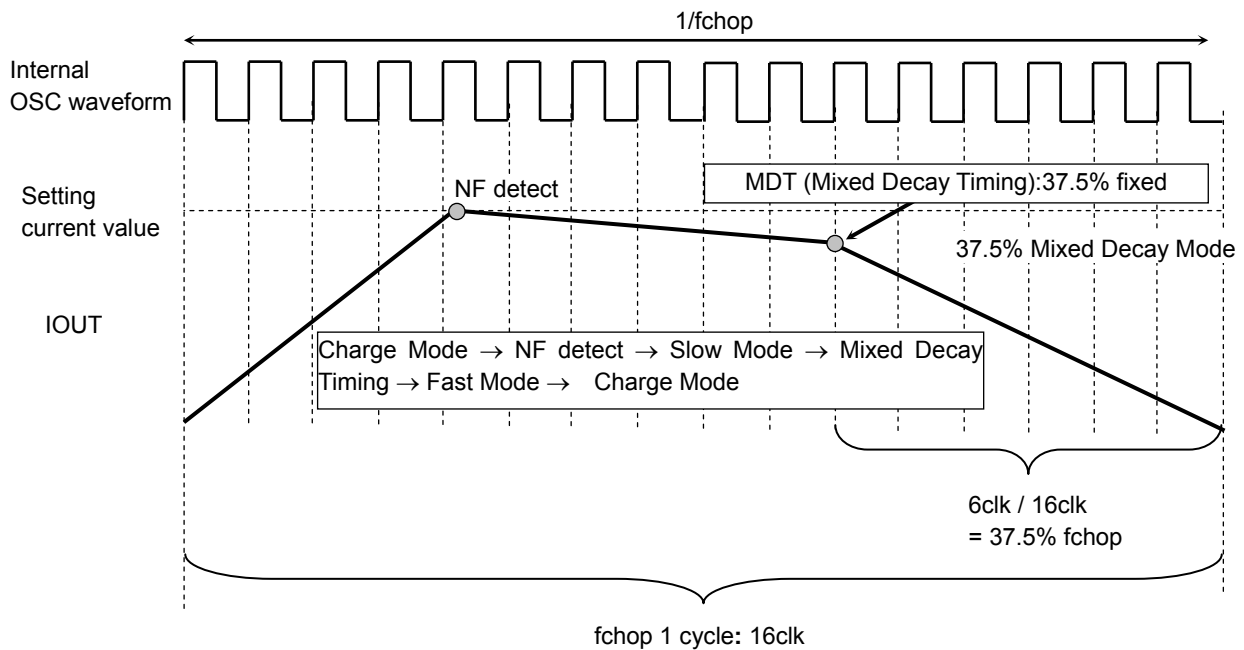 1/fchop
Internal
OSC waveform
Setting
current value
NF detect
MDT (Mixed Decay Timing):37.5% fixed
37.5% Mixed Decay Mode
IOUT
Charge Mode → NF detect → Slow Mode → Mixed Decay
Timing → Fast Mode → Charge Mode
6clk / 16clk
= 37.5% fchop
fchop 1 cycle: 16clk